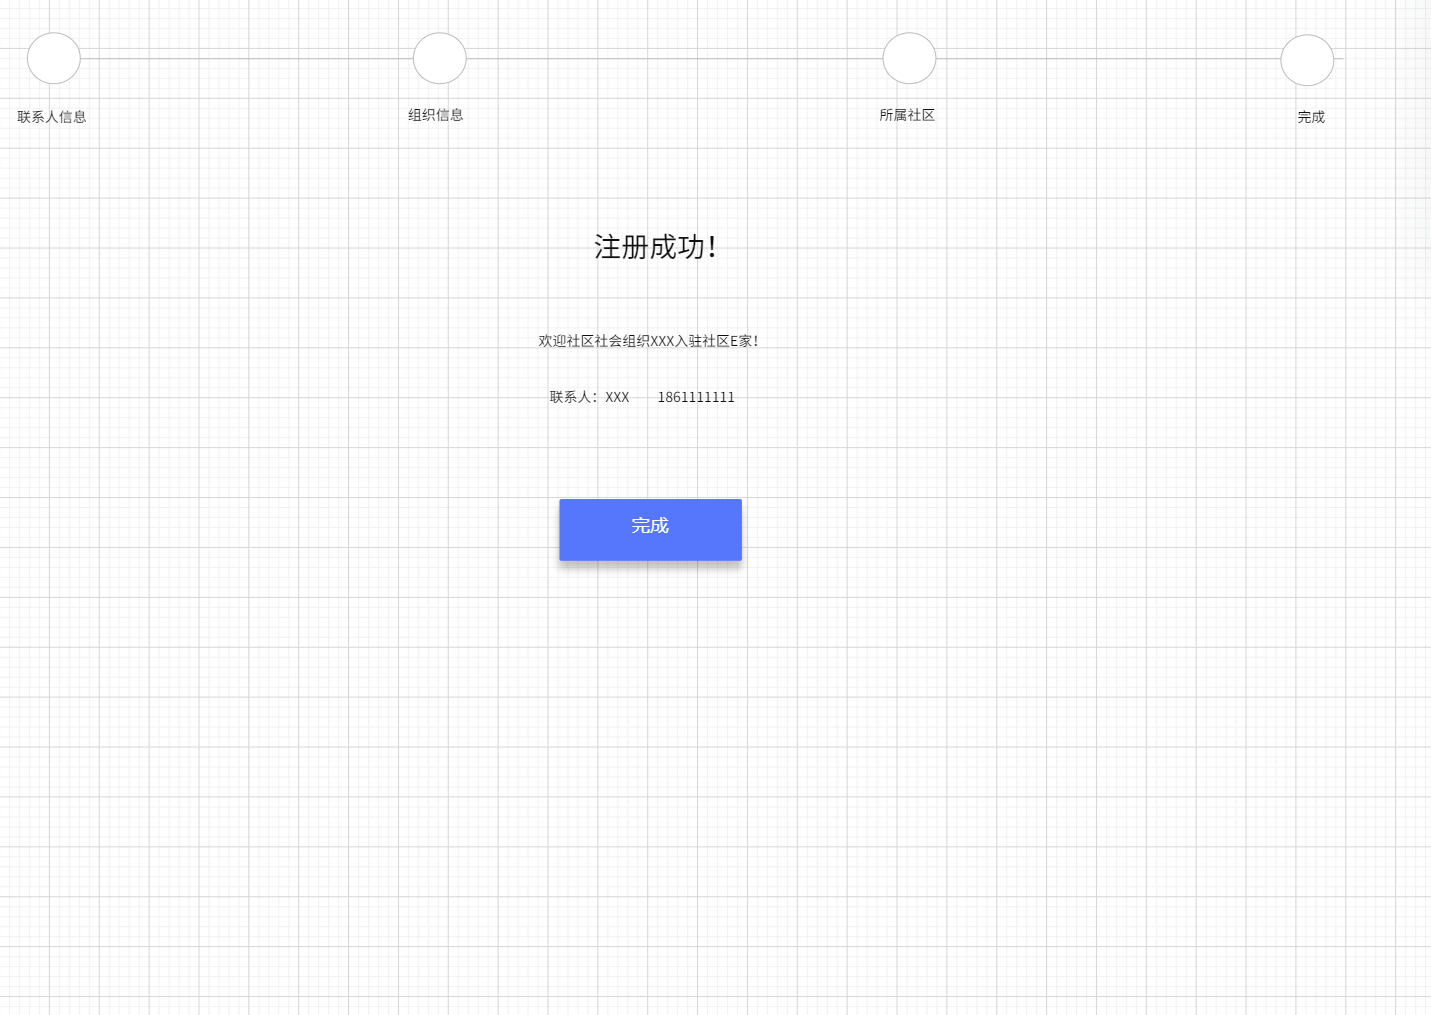 联系人信息 组织信息 所属社区 完成
注册成功！
欢迎社区社会组织XXX入驻社区E家！
联系人：XXX 1861111111
完成